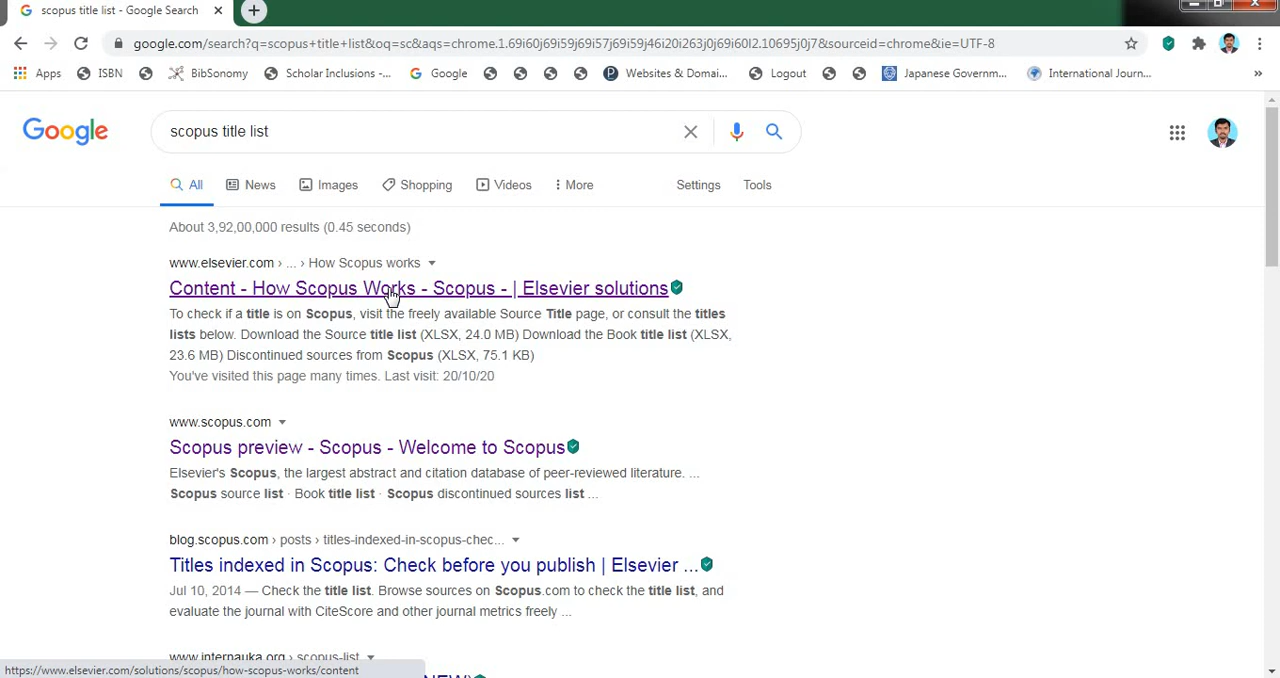 scopus title list - Google Search
google.com/search?q=scopus+title+list&oq=sc&aqs=chrome.1.69i60j69i59j69i57j69i59j46i20i263j0j69i60l2.10695j0j7&sourceid=chrome&ie=UTF-8
Apps ISBN BibSonomy Scholar Inclusions -... Google Websites & Domai... Logout Japanese Governm... International Journ... »
Google
scopus title list
All News Images Shopping Videos More Settings Tools
About 3,92,00,000 results (0.45 seconds)
www.elsevier.com › ... › How Scopus works
Content - How Scopus Works - Scopus - | Elsevier solutions
To check if a title is on Scopus, visit the freely available Source Title page, or consult the titles
lists below. Download the Source title list (XLSX, 24.0 MB) Download the Book title list (XLSX,
23.6 MB) Discontinued sources from Scopus (XLSX, 75.1 KB)
You've visited this page many times. Last visit: 20/10/20
www.scopus.com
Scopus preview - Scopus - Welcome to Scopus
Elsevier's Scopus, the largest abstract and citation database of peer-reviewed literature. ...
Scopus source list · Book title list · Scopus discontinued sources list ...
blog.scopus.com › posts › titles-indexed-in-scopus-chec...
Titles indexed in Scopus: Check before you publish | Elsevier ...
Jul 10, 2014 — Check the title list. Browse sources on Scopus.com to check the title list, and
evaluate the journal with CiteScore and other journal metrics freely ...
www.internauka.org › scopus-list
https://www.elsevier.com/solutions/scopus/how-scopus-works/content